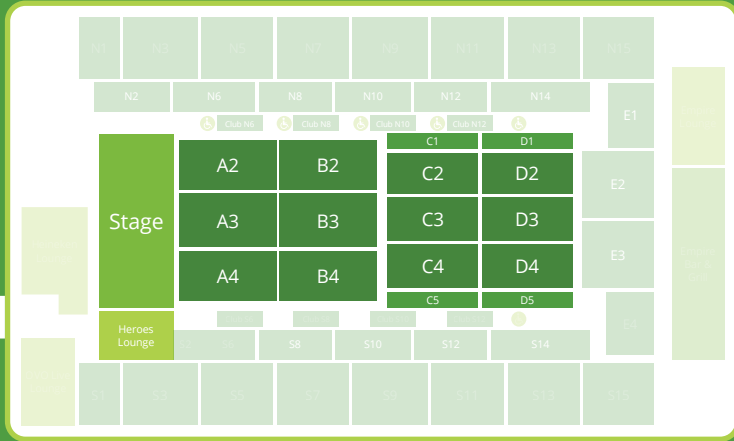 N1 N3 N5 N7 N9 N11 N13 N15
N2 N6 N8 N10 N12 N14
E1
Club N6 Club N8 Club N10 Club N12
C1 D1
A2 B2 C2 D2
E2
Stage A3 B3 C3 D3
E3
A4 B4 C4 D4
C5 D5
E4
Heroes
Lounge
S8 S10 S12 S14
S1 S3 S5 S7 S9 S11 S13 S15